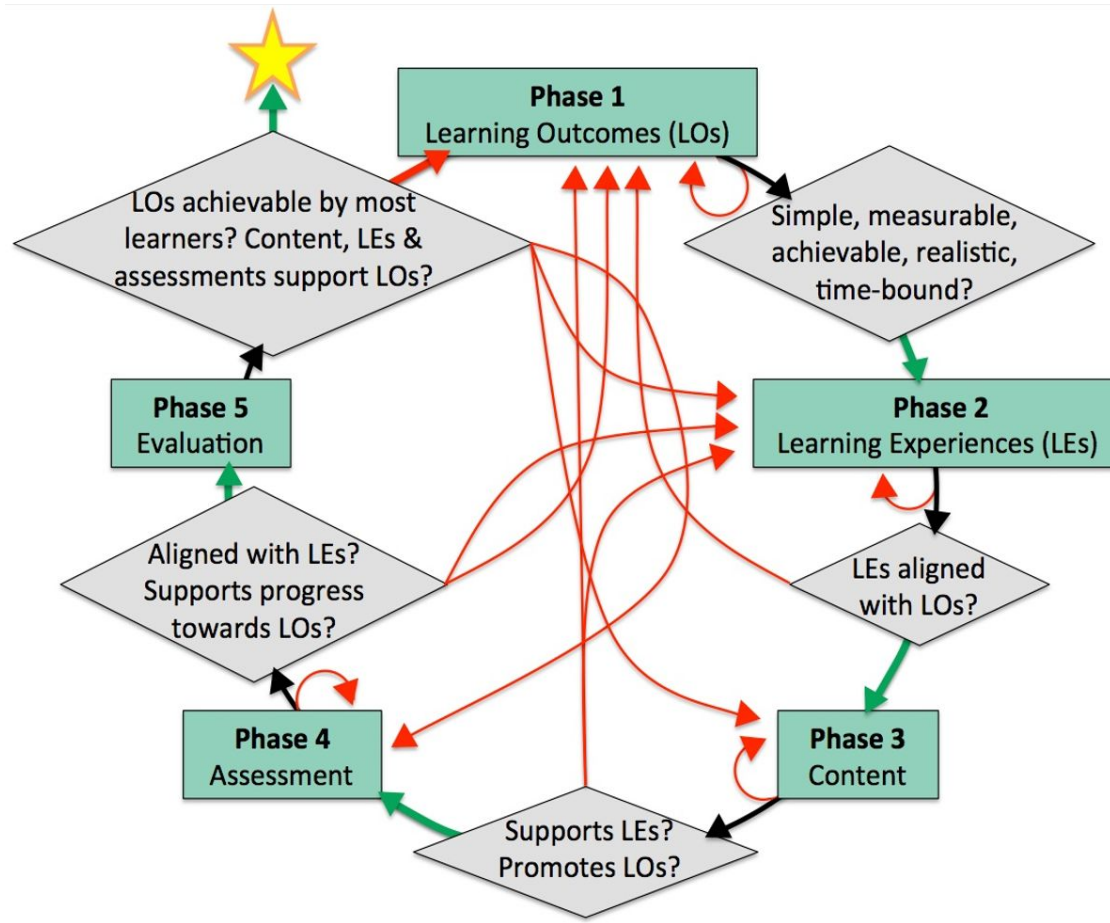 Phase 1
Learning Outcomes (LOs)
LOs achievable by most
learners? Content, LEs &
assessments support LOs?
Simple, measurable,
achievable, realistic,
time-bound?
Phase 5
Evaluation
Phase 2
Learning Experiences (LEs)
Aligned with LEs?
Supports progress
towards LOs?
LEs aligned
with LOs?
Phase 4
Assessment
Phase 3
Content
Supports LEs?
Promotes LOs?